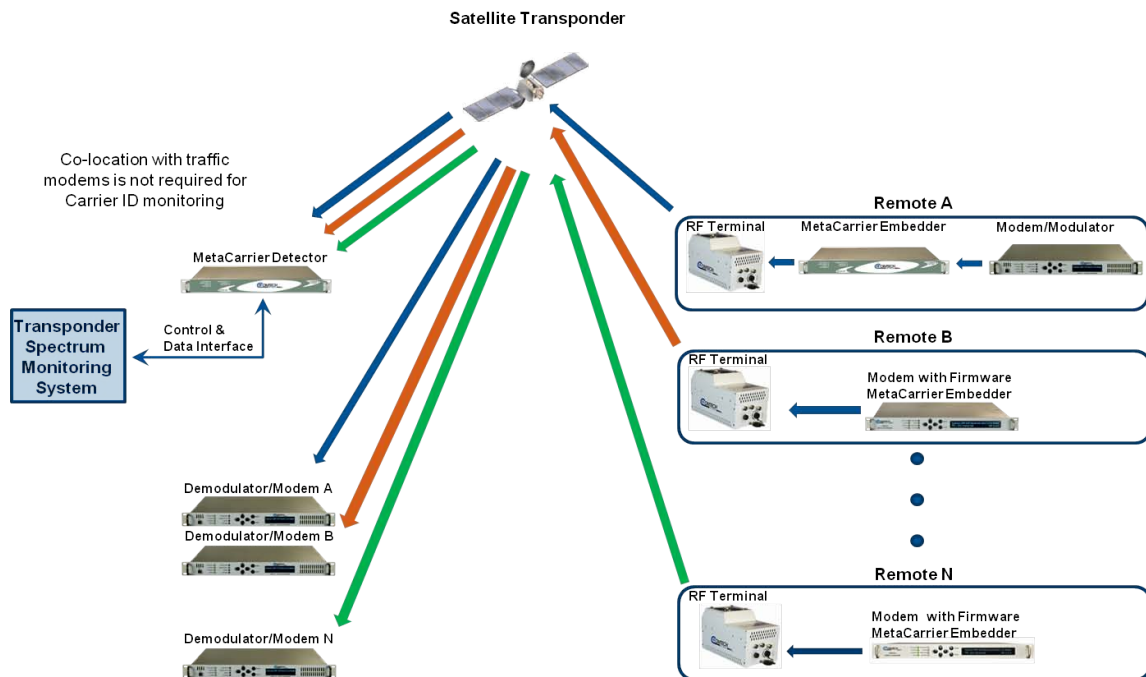 Satellite Transponder
Co-location with traffic
modems is not required for
Carrier ID monitoring
MetaCarrier Detector
Transponder
Spectrum
Monitoring
System
Control &
Data Interface
Demodulator/Modem A
Demodulator/Modem B
Demodulator/Modem N
Remote A
RF Terminal
MetaCarrier Embedder
Modem/Modulator
Remote B
RF Terminal
Modem with Firmware
MetaCarrier Embedder
Remote N
RF Terminal
Modem with Firmware
MetaCarrier Embedder